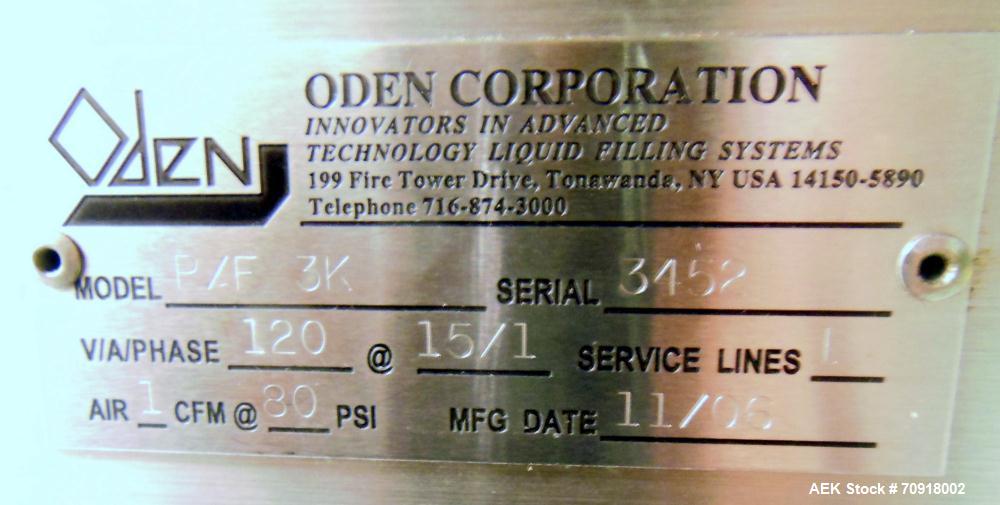 Oden
ODEN CORPORATION
INNOVATORS IN ADVANCED
TECHNOLOGY LIQUID FILLING SYSTEMS
199 Fire Tower Drive, Tonawanda, NY USA 14150-5890
Telephone 716-874-3000
MODEL P/F 3K SERIAL 3452
V/A/PHASE 120 @ 15/1 SERVICE LINES 1
AIR 1 CFM @ 80 PSI MFG DATE 11/06
AEK Stock # 70918002